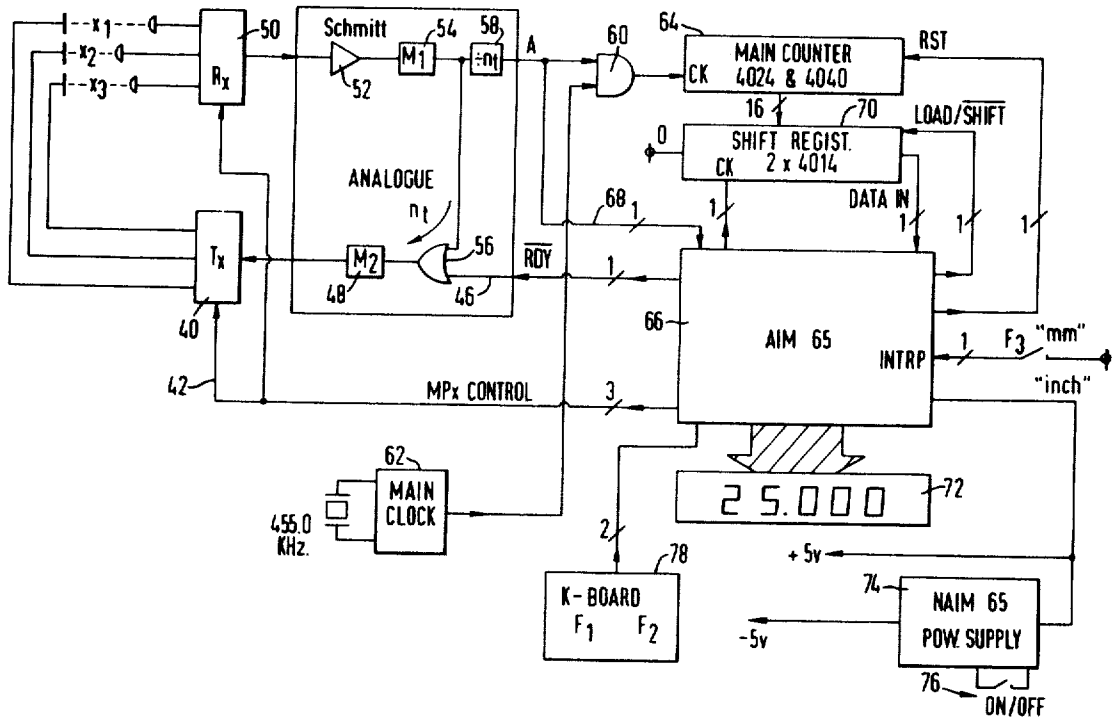 x1
50
x2
x3
Rx
Schmitt
54
58
M1
÷nt
A
52
60
64
MAIN COUNTER
4024 & 4040
CK
RST
16
70
LOAD/SHIFT
0
SHIFT REGIST.
2 x 4014
CK
DATA IN
ANALOGUE
nt
68
1
1
1
1
1
Tx
M2
56
RDY
1
48
46
40
66
AIM 65
INTRP
1
F3
"mm"
"inch"
42
MPx CONTROL
3
62
MAIN
CLOCK
455.0
KHz.
25.000
72
2
+5v
78
K-BOARD
F1 F2
74
NAIM 65
POW. SUPPLY
-5v
76
ON/OFF